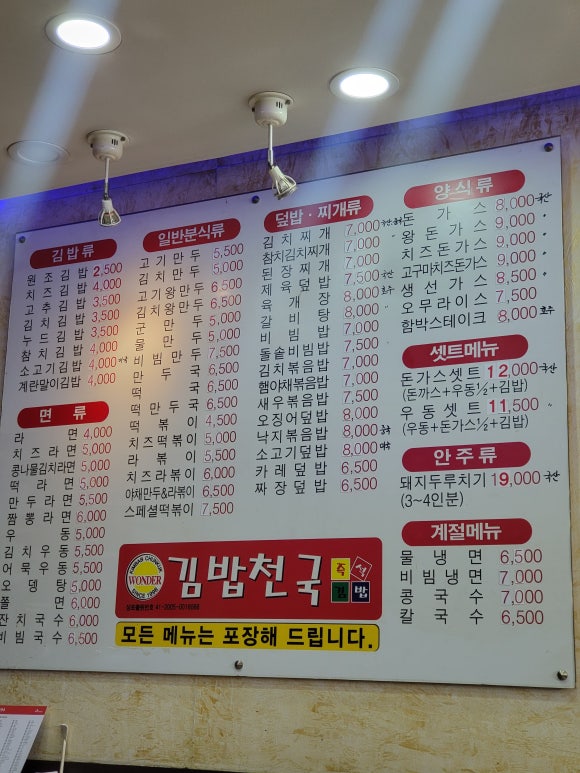 김밥류
원조김밥 2,500
치즈김밥 4,000
고추김밥 3,500
김치김밥 3,500
누드김밥 3,500
참치김밥 4,000
소고기김밥 4,000
계란말이김밥 4,000
면 류
라 면 4,000
치즈라면 5,000
콩나물김치라면 5,000
떡 라 면 5,000
만두라면 5,500
짬뽕라면 6,000
우 동 5,000
김치우동 5,500
어묵우동 5,500
오 뎅 탕 5,000
쫄 면 6,000
잔치국수 6,000
비빔국수 6,500
일반분식류
고기만두 5,500
김치만두 5,000
고기왕만두 6,500
김치왕만두 6,500
군 만 두 5,000
물 만 두 5,000
비빔만두 7,500
만 두 국 6,500
떡 국 6,500
떡만두국 6,500
떡 볶 이 4,500
치즈떡볶이 5,500
라 볶 이 5,000
치즈라볶이 6,000
야채만두&라볶이 6,500
스페셜떡볶이 7,500
덮밥·찌개류
김치찌개 7,000
참치김치찌개 7,000
된장찌개 7,000
제육덮밥 7,500
육 개 장 8,000
갈 비 탕 8,000
비 빔 밥 7,000
돌솥비빔밥 7,500
김치볶음밥 7,000
햄야채볶음밥 7,000
새우볶음밥 7,500
오징어덮밥 8,000
낙지볶음밥 8,000
소고기덮밥 8,000
카레덮밥 6,500
짜장덮밥 6,500
양식류
돈 가 스 8,000
왕돈가스 9,000
치즈돈가스 9,000
고구마치즈돈가스 9,000
생선가스 8,000
오무라이스 7,500
함박스테이크 8,000
셋트메뉴
돈가스셋트 12,000
(돈까스+우동½+김밥)
우동셋트 11,500
(우동+돈가스½+김밥)
안주류
돼지두루치기 19,000
(3~4인분)
계절메뉴
물 냉 면 6,500
비빔냉면 7,000
콩 국 수 7,000
칼 국 수 6,500
KIMBAB CHUNKUK
WONDER
SINCE 1998
김밥천국
즉 석
김 밥
모든 메뉴는 포장해 드립니다.